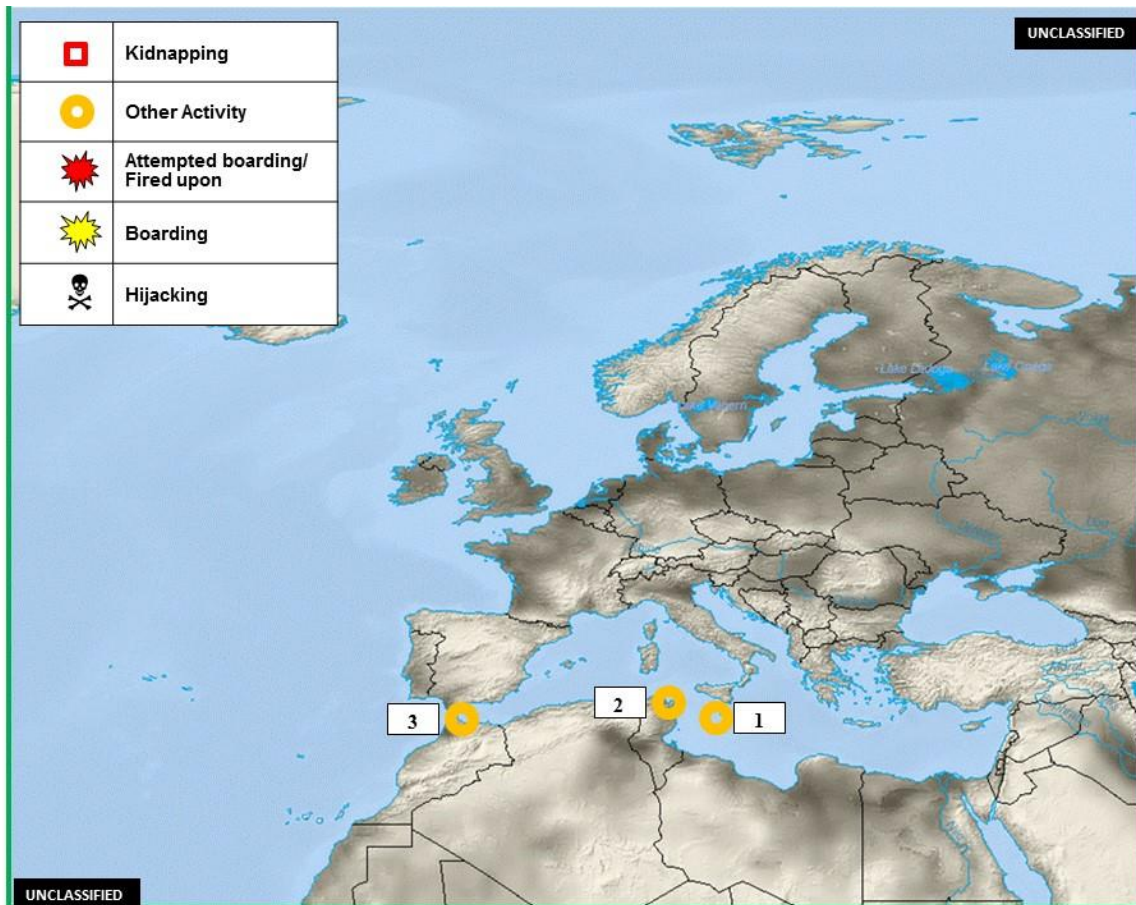 UNCLASSIFIED
Kidnapping
Other Activity
Attempted boarding/
Fired upon
Boarding
Hijacking
2
3
1
UNCLASSIFIED